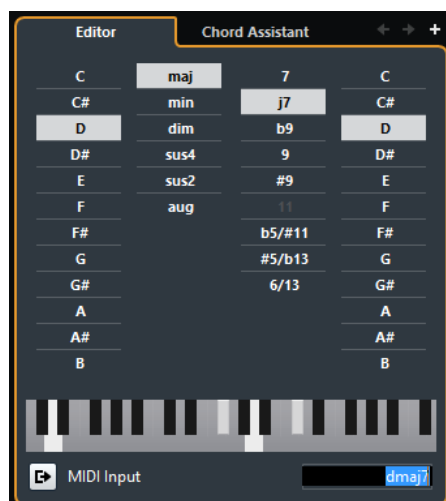 Editor Chord Assistant
C maj 7 C
C# min j7 C#
D dim b9 D
D# sus4 9 D#
E sus2 #9 E
F aug 11 F
F# b5/#11 F#
G #5/b13 G
G# 6/13 G#
A A
A# A#
B B
MIDI Input dmaj7